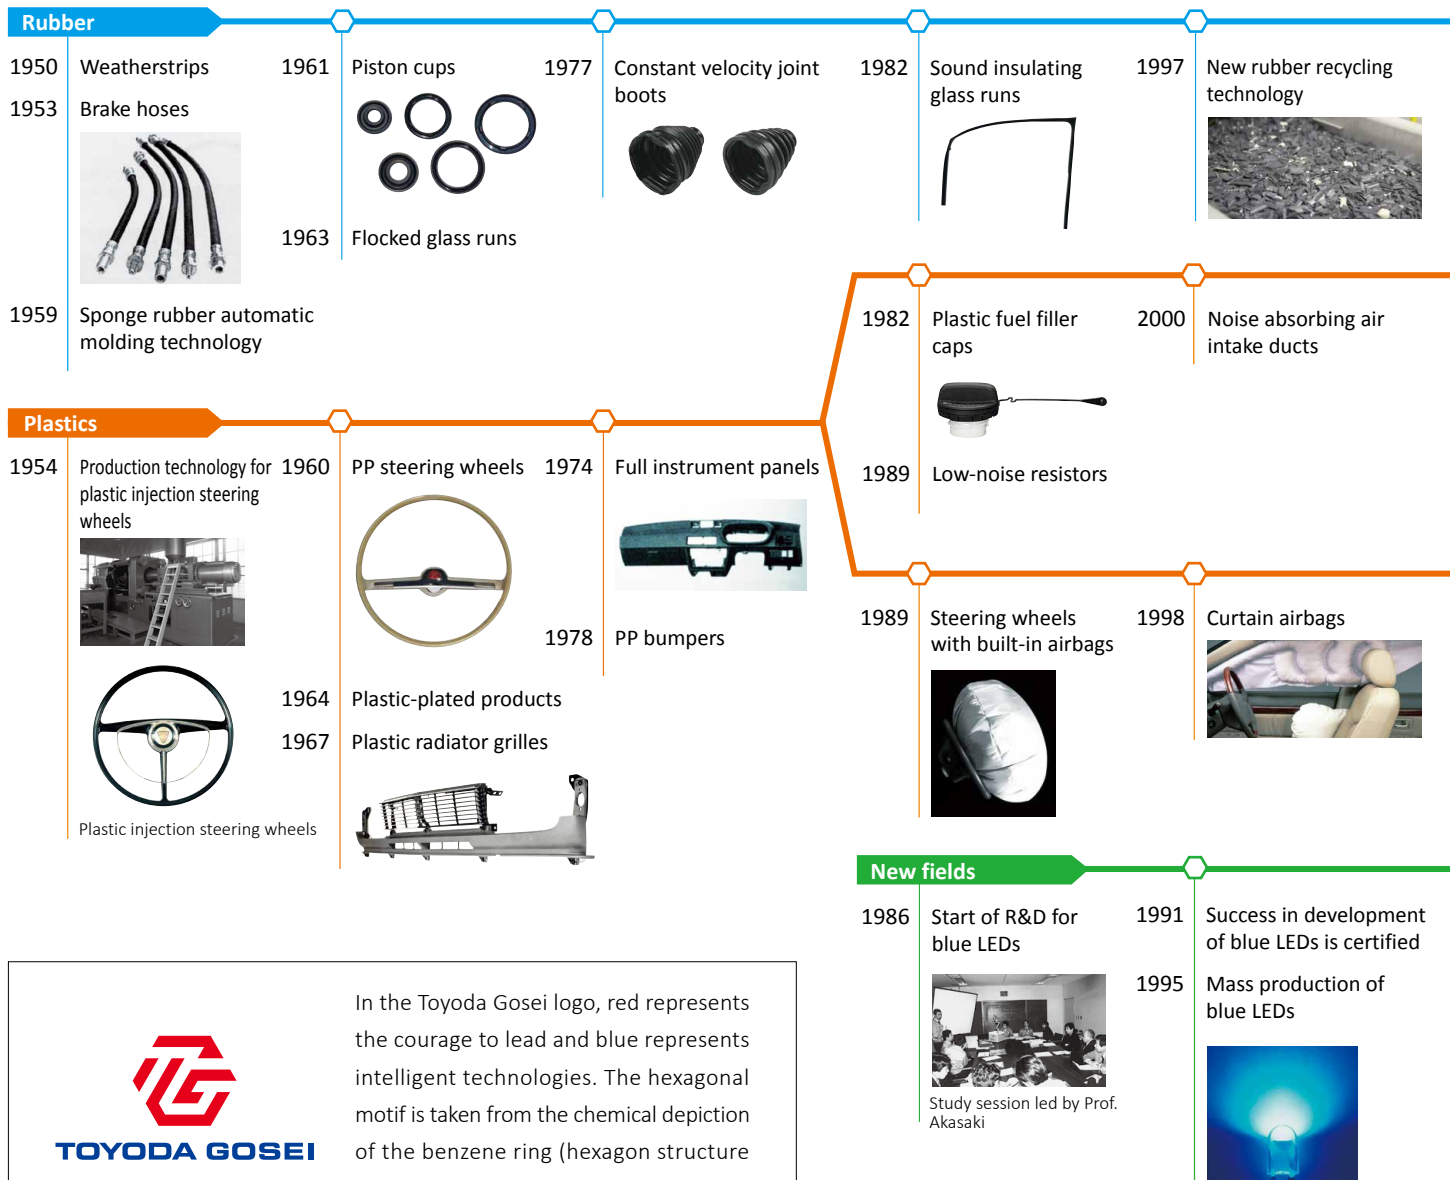 Rubber
1950 Weatherstrips
1953 Brake hoses
1959 Sponge rubber automatic
molding technology
1961 Piston cups
1963 Flocked glass runs
1977 Constant velocity joint
boots
1982 Sound insulating
glass runs
1997 New rubber recycling
technology
Plastics
1954 Production technology for
plastic injection steering
wheels
Plastic injection steering wheels
1960 PP steering wheels
1964 Plastic-plated products
1967 Plastic radiator grilles
1974 Full instrument panels
1978 PP bumpers
1982 Plastic fuel filler
caps
1989 Low-noise resistors
2000 Noise absorbing air
intake ducts
1989 Steering wheels
with built-in airbags
1998 Curtain airbags
New fields
1986 Start of R&D for
blue LEDs
Study session led by Prof.
Akasaki
1991 Success in development
of blue LEDs is certified
1995 Mass production of
blue LEDs
TG
TOYODA GOSEI
In the Toyoda Gosei logo, red represents
the courage to lead and blue represents
intelligent technologies. The hexagonal
motif is taken from the chemical depiction
of the benzene ring (hexagon structure